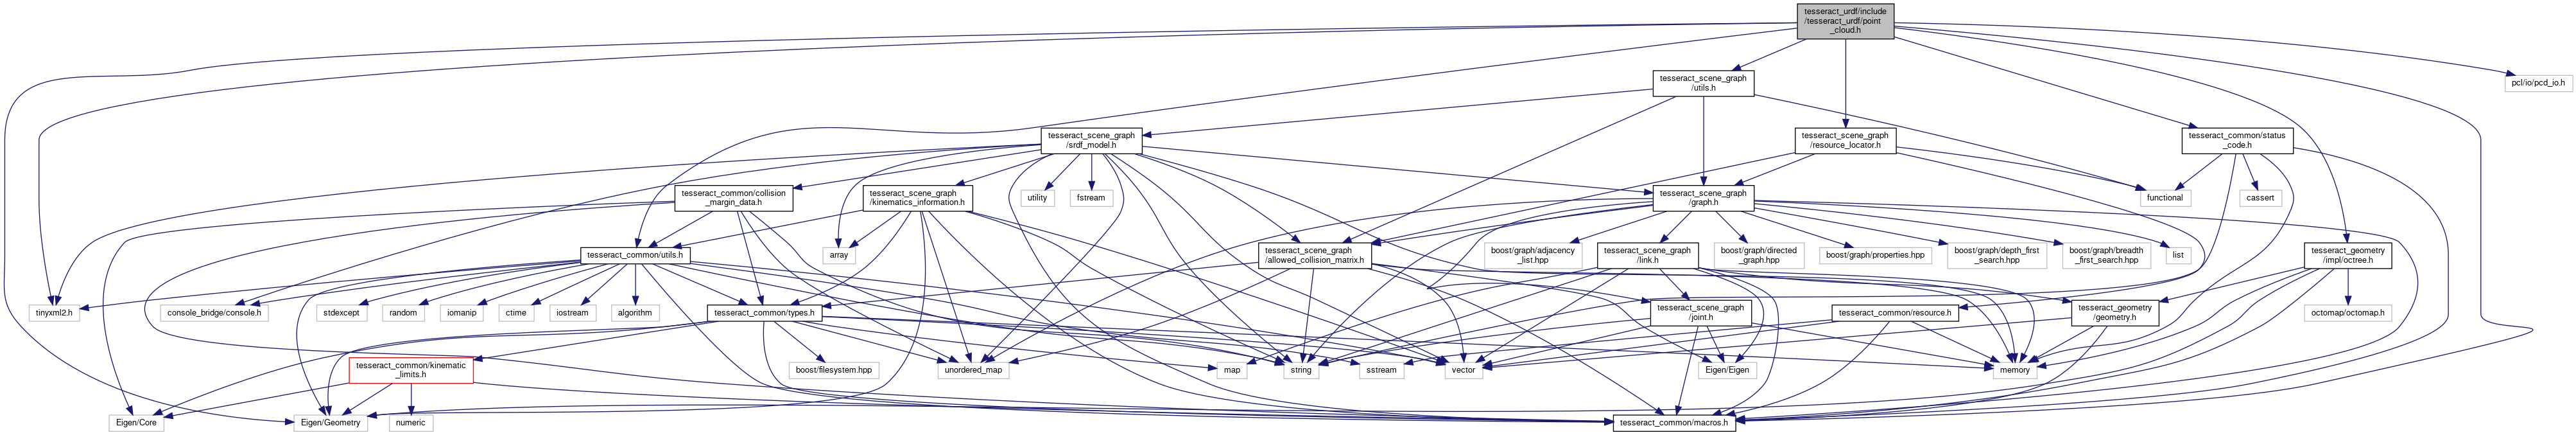 tesseract_urdf/include
/tesseract_urdf/point
_cloud.h
tesseract_scene_graph
/utils.h
pcl/io/pcd_io.h
tesseract_scene_graph
/srdf_model.h
tesseract_scene_graph
/resource_locator.h
tesseract_common/status
_code.h
tesseract_common/collision
_margin_data.h
tesseract_scene_graph
/kinematics_information.h
utility
fstream
tesseract_scene_graph
/graph.h
functional
cassert
tesseract_common/utils.h
array
tesseract_scene_graph
/allowed_collision_matrix.h
boost/graph/adjacency
_list.hpp
tesseract_scene_graph
/link.h
boost/graph/directed
_graph.hpp
boost/graph/properties.hpp
boost/graph/depth_first
_search.hpp
boost/graph/breadth
_first_search.hpp
list
tesseract_geometry
/impl/octree.h
tinyxml2.h
console_bridge/console.h
stdexcept
random
iomanip
ctime
iostream
algorithm
tesseract_common/types.h
tesseract_scene_graph
/joint.h
tesseract_common/resource.h
tesseract_geometry
/geometry.h
octomap/octomap.h
tesseract_common/kinematic
_limits.h
boost/filesystem.hpp
unordered_map
map
string
sstream
vector
Eigen/Eigen
memory
Eigen/Core
Eigen/Geometry
numeric
tesseract_common/macros.h